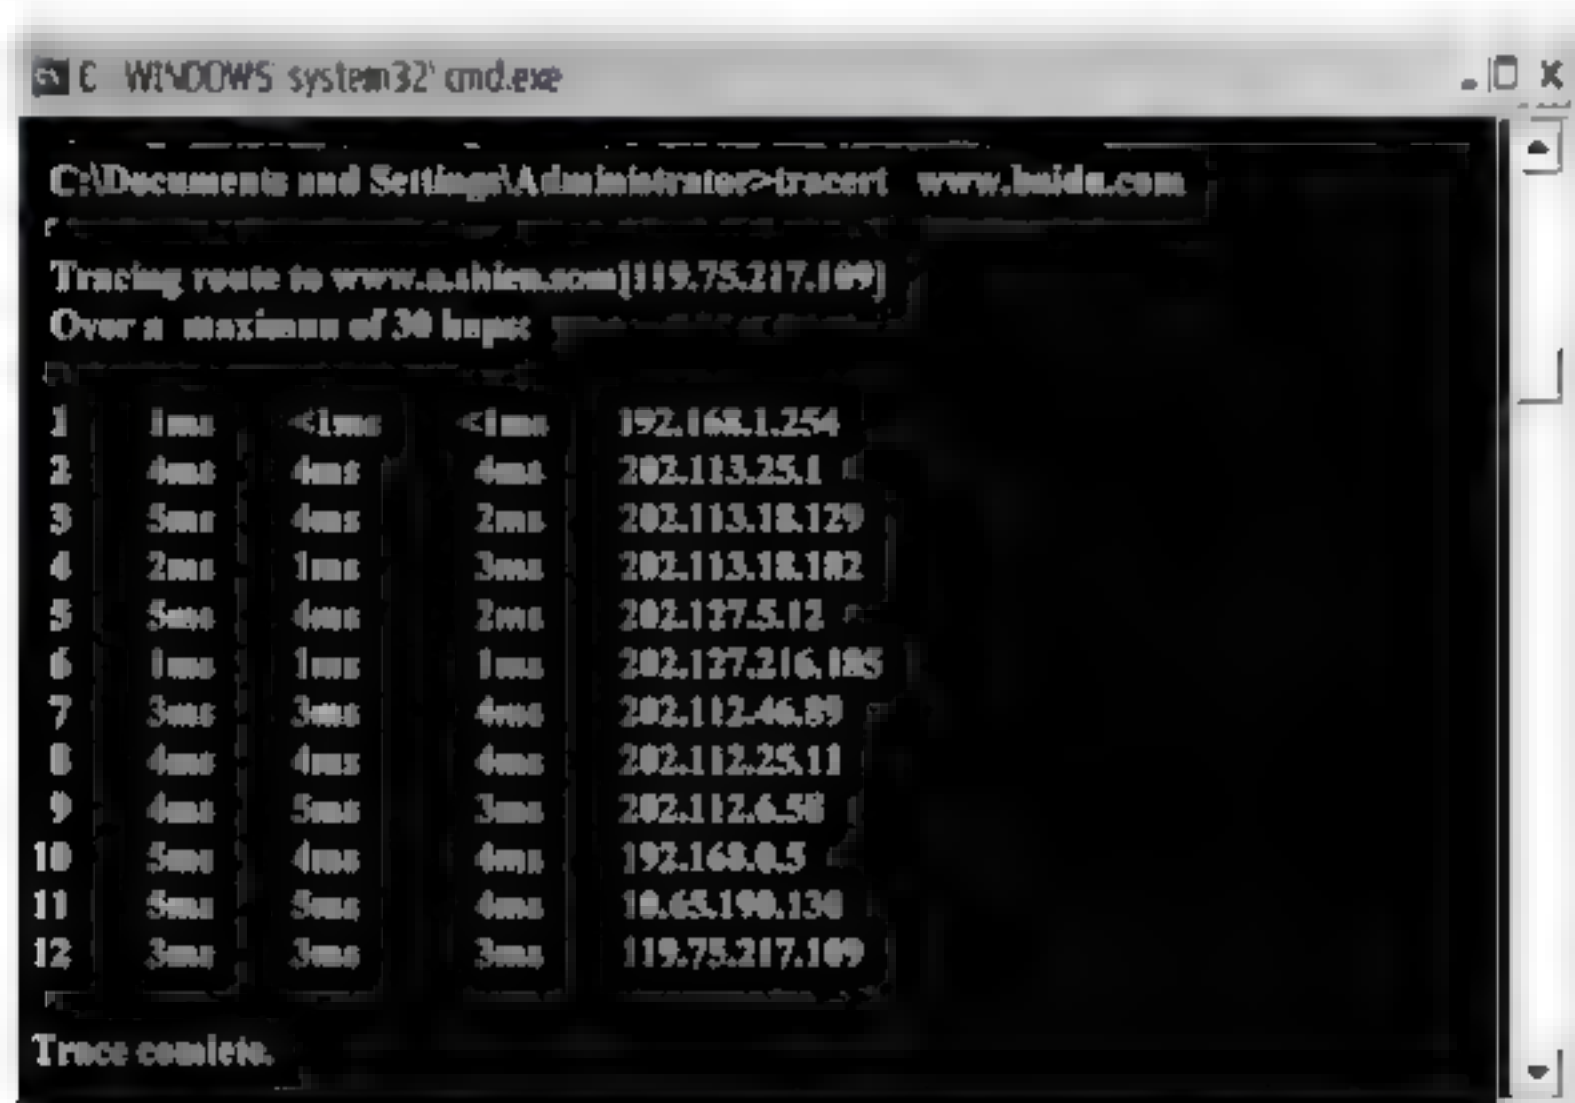 C WINDOWS system32 cmd.exe
C:\Documents and Settings\Administrator>tracert www.baidu.com
Tracing route to [119.75.217.109]
Over a maximun of 30 hops:
1 1ms <1ms <1ms 192.168.1.254
2 4ms 4ms 4ms 202.113.25.1
3 5ms 4ms 2ms 202.113.18.129
4 2ms 1ms 3ms 202.113.18.182
5 5ms 4ms 2ms 202.127.5.12
6 1ms 1ms 1ms 202.127.216.185
7 3ms 3ms 4ms 202.112.46.89
8 4ms 4ms 4ms 202.112.25.11
9 4ms 5ms 3ms 202.112.6.58
10 5ms 4ms 4ms 192.168.0.5
11 5ms 5ms 4ms 10.65.190.130
12 3ms 3ms 3ms 119.75.217.109
Trace comlete.